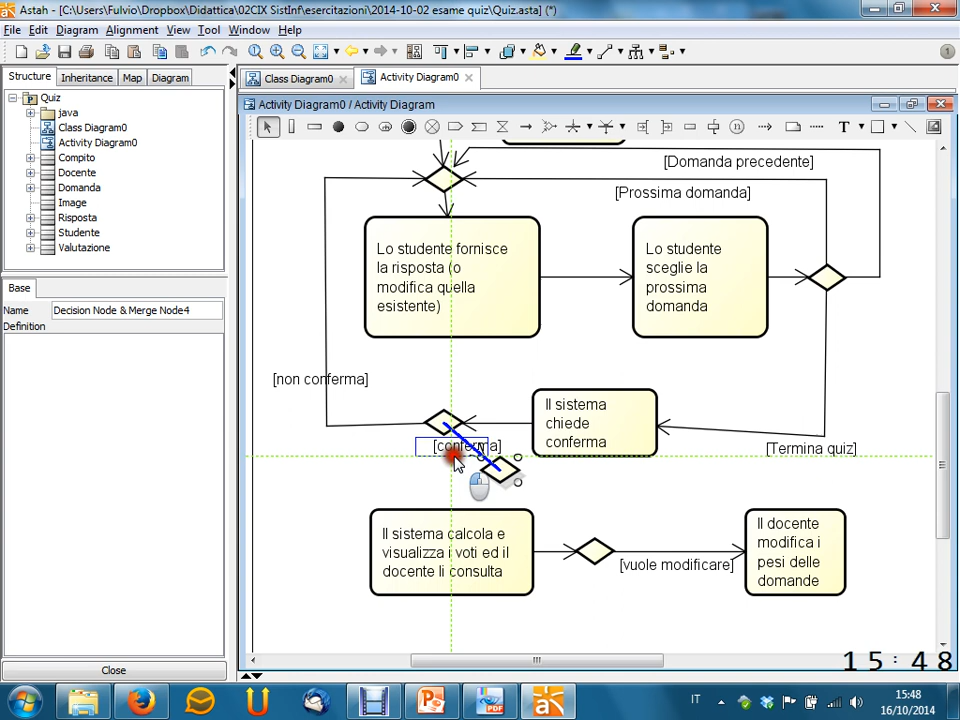 Astah - [C:\Users\Fulvio\Dropbox\Didattica\02CIX SistInf\esercitazioni\2014-10-02 esame quiz\Quiz.asta] (*)
File Edit Diagram Alignment View Tool Window Help
Structure Inheritance Map Diagram
Quiz
java
Class Diagram0
Activity Diagram0
Compito
Docente
Domanda
Image
Risposta
Studente
Valutazione
Base
Name Decision Node & Merge Node4
Definition
Close
Class Diagram0 Activity Diagram0
Activity Diagram0 / Activity Diagram
[Domanda precedente]
[Prossima domanda]
Lo studente fornisce
la risposta (o
modifica quella
esistente)
Lo studente
sceglie la
prossima
domanda
[non conferma]
Il sistema
chiede
conferma
[conferma]
[Termina quiz]
Il sistema calcola e
visualizza i voti ed il
docente li consulta
[vuole modificare]
Il docente
modifica i
pesi delle
domande
15:48
IT
15:48
16/10/2014